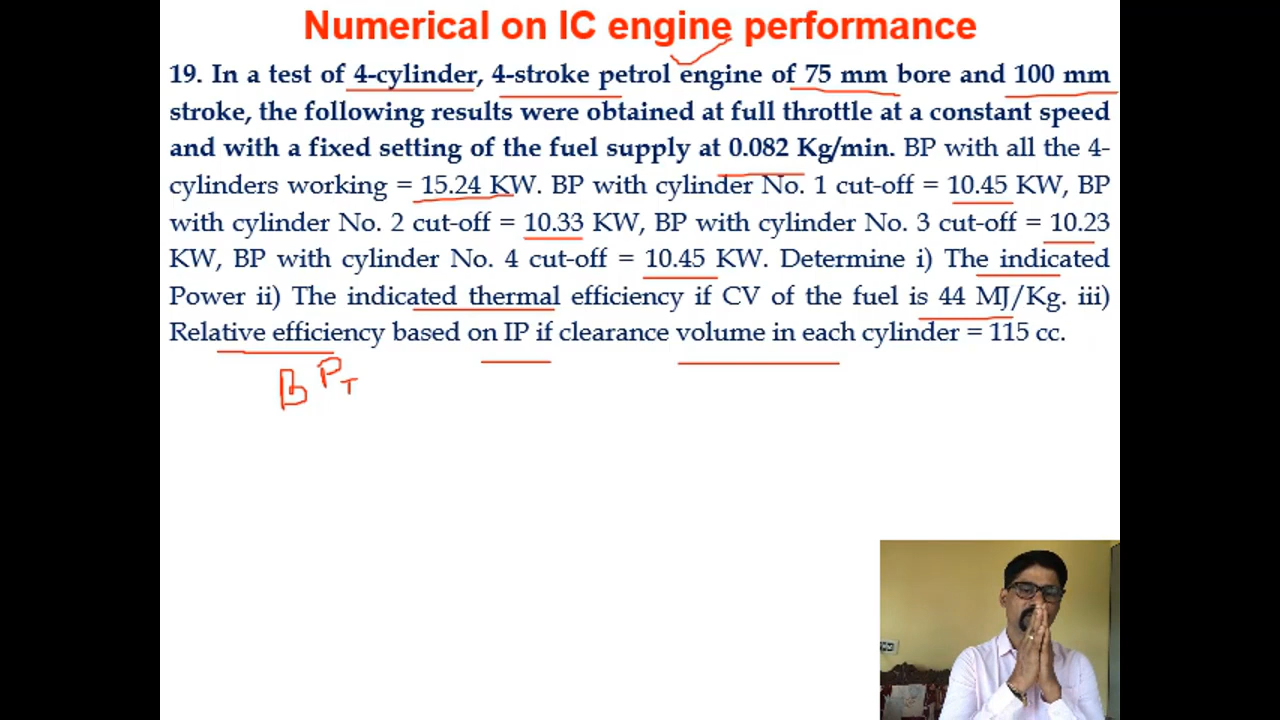 Numerical on IC engine performance
19. In a test of 4-cylinder, 4-stroke petrol engine of 75 mm bore and 100 mm
stroke, the following results were obtained at full throttle at a constant speed
and with a fixed setting of the fuel supply at 0.082 Kg/min. BP with all the 4-
cylinders working = 15.24 KW. BP with cylinder No. 1 cut-off = 10.45 KW, BP
with cylinder No. 2 cut-off = 10.33 KW, BP with cylinder No. 3 cut-off = 10.23
KW, BP with cylinder No. 4 cut-off = 10.45 KW. Determine i) The indicated
Power ii) The indicated thermal efficiency if CV of the fuel is 44 MJ/Kg. iii)
Relative efficiency based on IP if clearance volume in each cylinder = 115 cc.
BPT